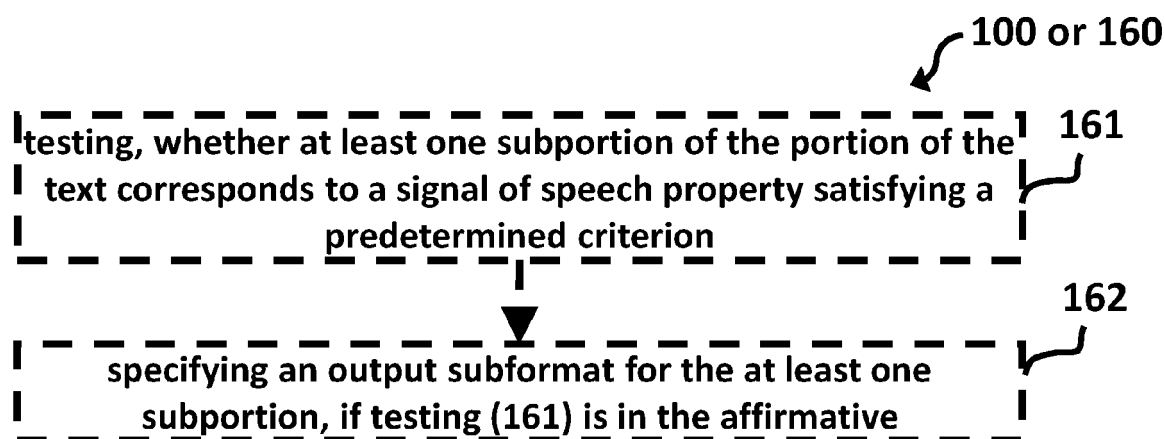 100 or 160
testing, whether at least one subportion of the portion of the
text corresponds to a signal of speech property satisfying a
predetermined criterion
161
162
specifying an output subformat for the at least one
subportion, if testing (161) is in the affirmative